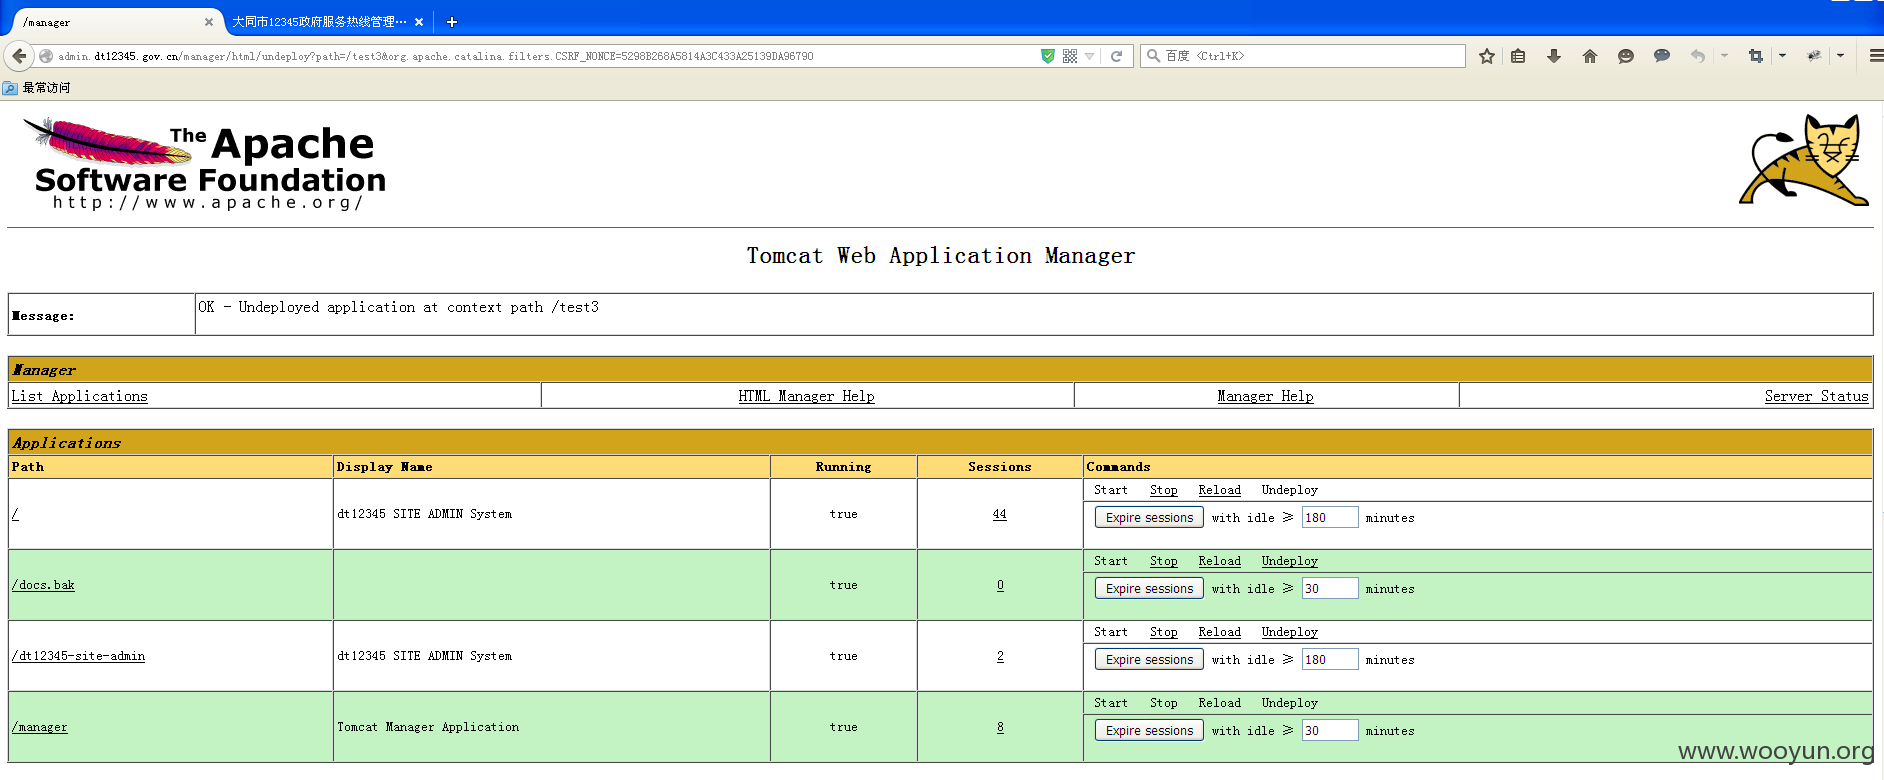 /manager
大同市12345政府服务热线管理…
admin.dt12345.gov.cn/manager/html/undeploy?path=/test3&org.apache.catalina.filters.CSRF_NONCE=5298B268A5814A3C433A25139DA96790
百度 <Ctrl+K>
最常访问
The Apache
Software Foundation
http://www.apache.org/
Tomcat Web Application Manager
Message: OK - Undeployed application at context path /test3
Manager
List Applications HTML Manager Help Manager Help Server Status
Applications
Path Display Name Running Sessions Commands
Start Stop Reload Undeploy
/ dt12345 SITE ADMIN System true 44
Expire sessions with idle ≥ 180 minutes
Start Stop Reload Undeploy
/docs.bak true 0
Expire sessions with idle ≥ 30 minutes
Start Stop Reload Undeploy
/dt12345-site-admin dt12345 SITE ADMIN System true 2
Expire sessions with idle ≥ 180 minutes
Start Stop Reload Undeploy
/manager Tomcat Manager Application true 8
Expire sessions with idle ≥ 30 minutes
www.wooyun.org